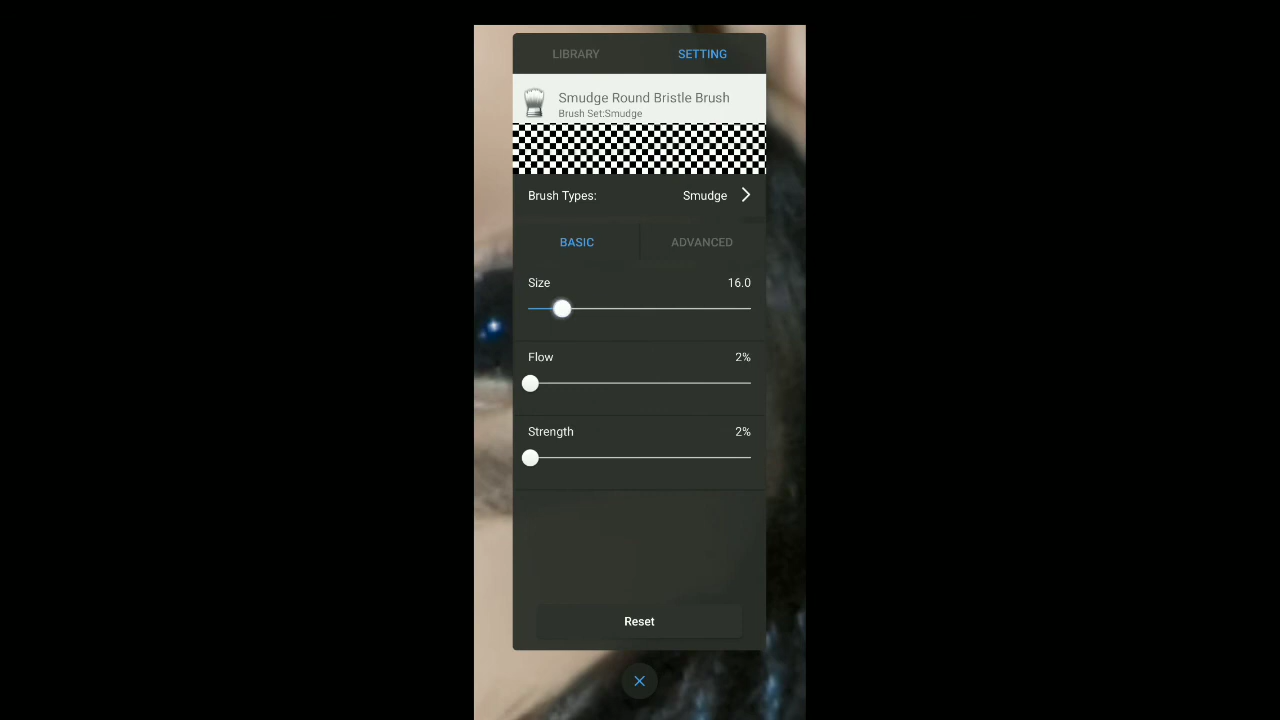 LIBRARY SETTING
Smudge Round Bristle Brush
Brush Set:Smudge
Brush Types: Smudge
BASIC ADVANCED
Size 16.0
Flow 2%
Strength 2%
Reset